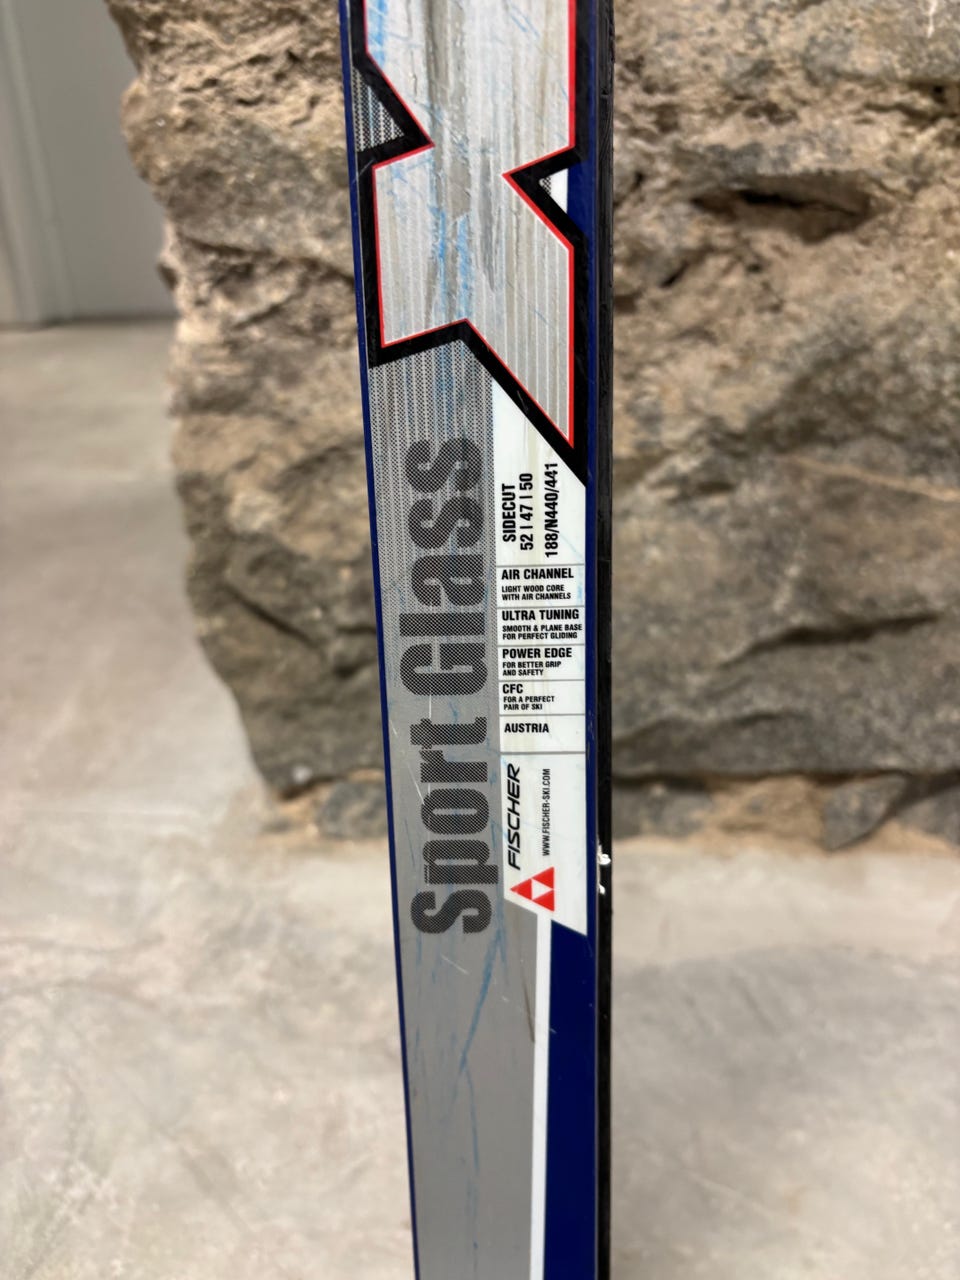 Sport Glass
SIDECUT
52 | 47 | 50
188/N440/441
AIR CHANNEL
LIGHT WOOD CORE
WITH AIR CHANNELS
ULTRA TUNING
SMOOTH & PLANE BASE
FOR PERFECT GLIDING
POWER EDGE
FOR BETTER GRIP
AND SAFETY
CFC
FOR A PERFECT
PAIR OF SKI
AUSTRIA
FISCHER
WWW.FISCHER-SKI.COM